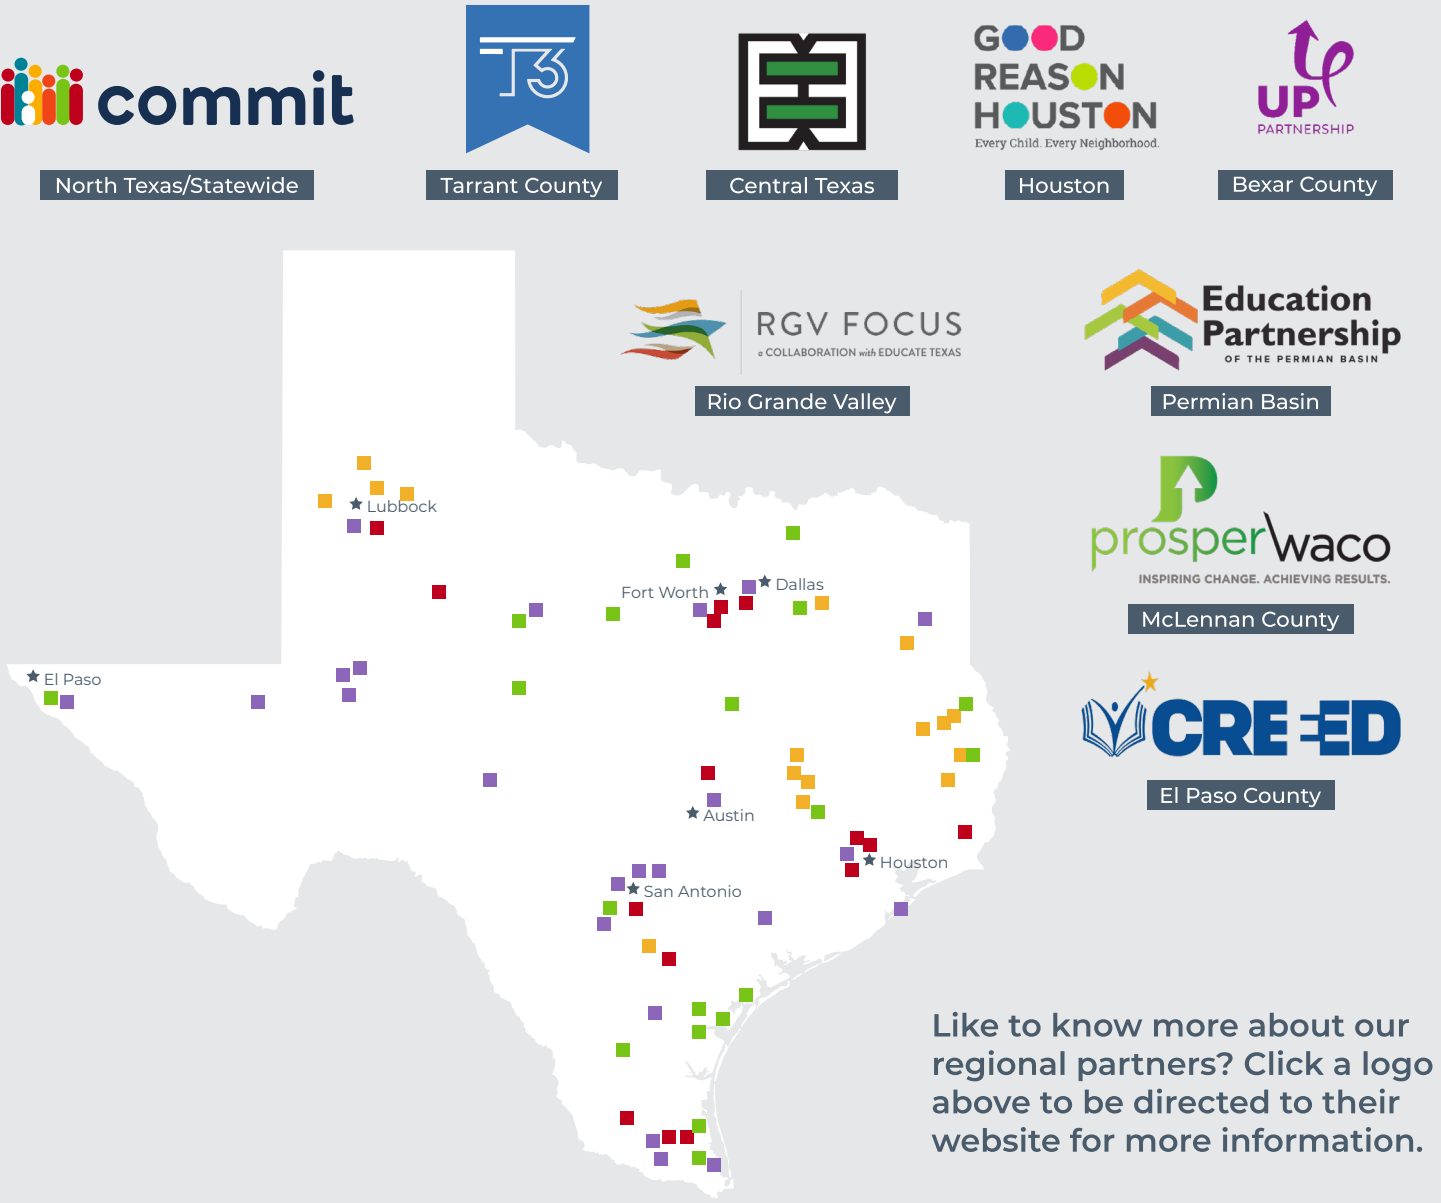 commit
North Texas/Statewide
T3
Tarrant County
Central Texas
GOOD
REASON
HOUSTON
Every Child. Every Neighborhood.
Houston
UP
PARTNERSHIP
Bexar County
RGV FOCUS
a COLLABORATION with EDUCATE TEXAS
Rio Grande Valley
Education
Partnership
OF THE PERMIAN BASIN
Permian Basin
prosper waco
INSPIRING CHANGE. ACHIEVING RESULTS.
McLennan County
CREEED
El Paso County
Lubbock
Fort Worth
Dallas
El Paso
Austin
Houston
San Antonio
Like to know more about our
regional partners? Click a logo
above to be directed to their
website for more information.